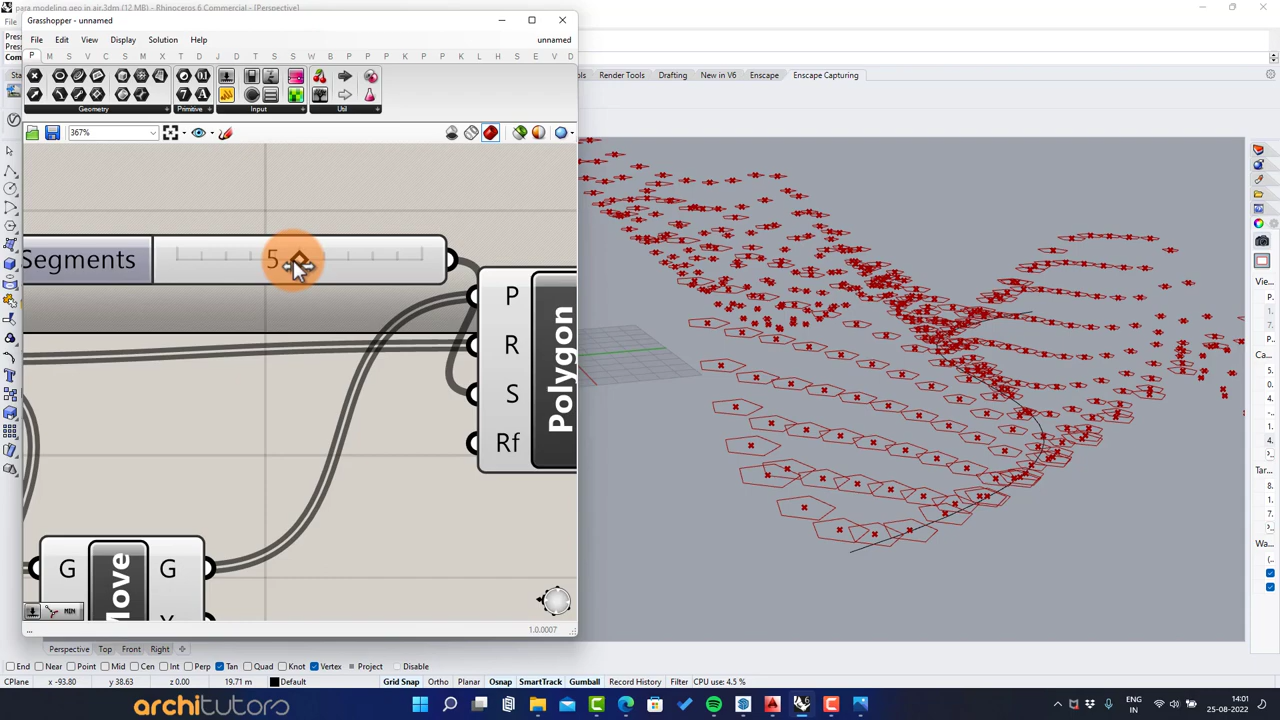 para modeling geo in air.3dm (12 MB) - Rhinoceros 6 Commercial - [Perspective]
Grasshopper - unnamed
File
File Edit View Display Solution Help
unnamed
P M S V C S M X T D S T S S W B P P P K P P K L H S E V D
Geometry
Primitive
Input
Util
367%
Segments
5
P
R
S
Rf
Polygon
G
Move
G
1.0.0007
Render Tools Drafting New in V6 Enscape Enscape Capturing
Perspective Top Front Right
End Near Point Mid Cen Int Perp Tan Quad Knot Vertex Project Disable
CPlane x -93.80 y 38.63 z 0.00 19.71 m Default Grid Snap Ortho Planar Osnap SmartTrack Gumball Record History Filter CPU use: 4.5 %
architutors
ENG
IN
14:01
25-08-2022